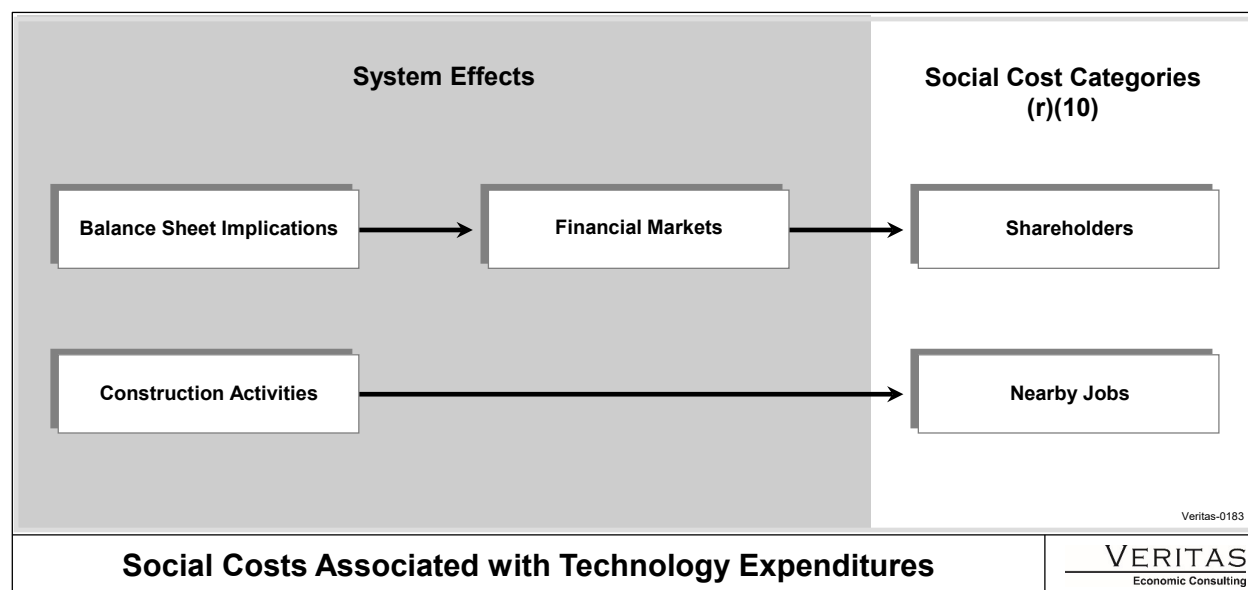 System Effects
Social Cost Categories
(r)(10)
Balance Sheet Implications
Financial Markets
Shareholders
Construction Activities
Nearby Jobs
Veritas-0183
Social Costs Associated with Technology Expenditures
VERITAS
Economic Consulting